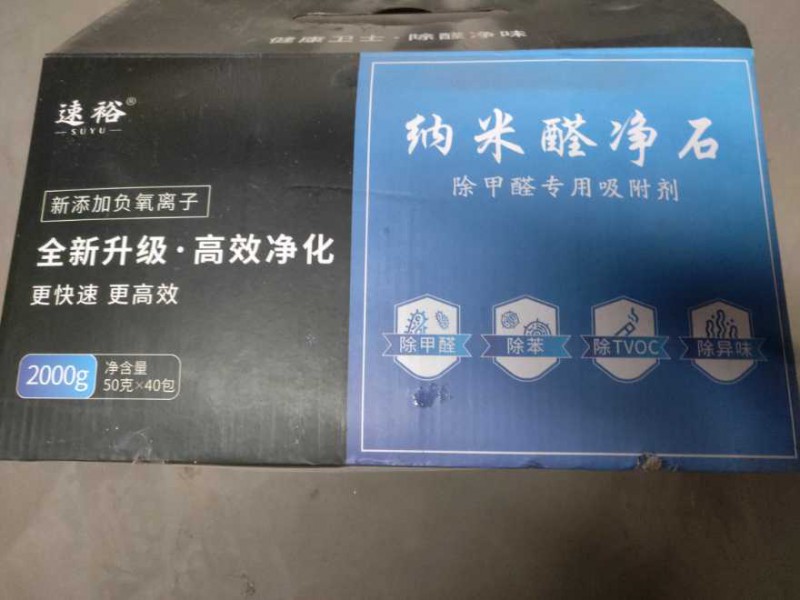 健康卫士·除醛净味
速裕®
SUYU
新添加负氧离子
全新升级·高效净化
更快速 更高效
2000g
净含量
50克×40包
纳米醛净石
除甲醛专用吸附剂
除甲醛
除苯
除TVOC
除异味